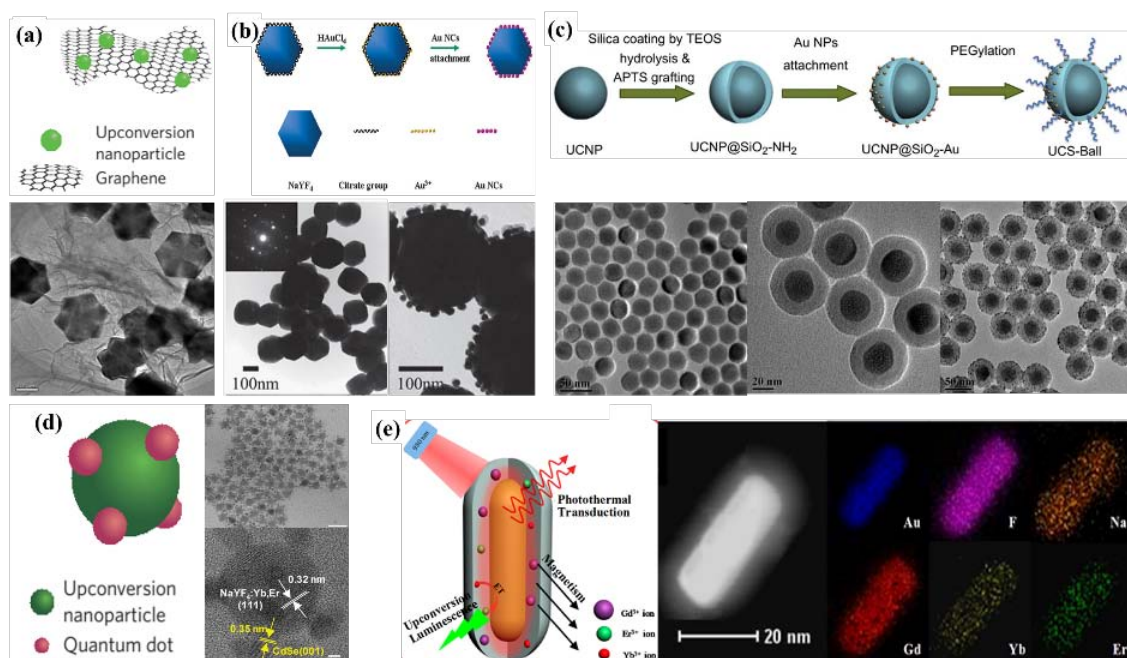 (a)
Upconversion
nanoparticle
Graphene
(b)
HAuCl4
Au NCs
attachment
NaYF4
Citrate group
Au3+
Au NCs
100nm
100nm
(c)
Silica coating by TEOS
hydrolysis &
APTS grafting
Au NPs
attachment
PEGylation
UCNP
UCNP@SiO2-NH2
UCNP@SiO2-Au
UCS-Ball
50 nm
20 nm
50 nm
(d)
Upconversion
nanoparticle
Quantum dot
0.32 nm
NaYF4:Yb,Er
(111)
0.35 nm
CdSe(001)
(e)
Photothermal
Transduction
Magnetism
ET
Upconversion
Luminescence
Gd3+ ion
Er3+ ion
Yb3+ ion
20 nm
Au
F
Na
Gd
Yb
Er